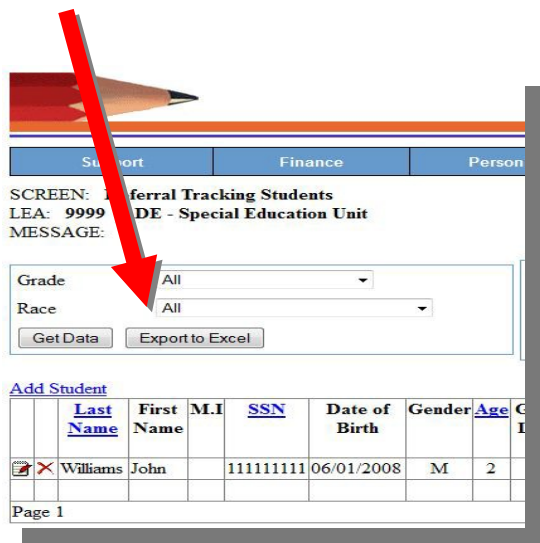 Support Finance Person
SCREEN: Referral Tracking Students
LEA: 9999 DE - Special Education Unit
MESSAGE:
Grade All
Race All
Get Data Export to Excel
Add Student
Last First M.I SSN Date of Gender Age
Name Name Birth
Williams John 111111111 06/01/2008 M 2
Page 1